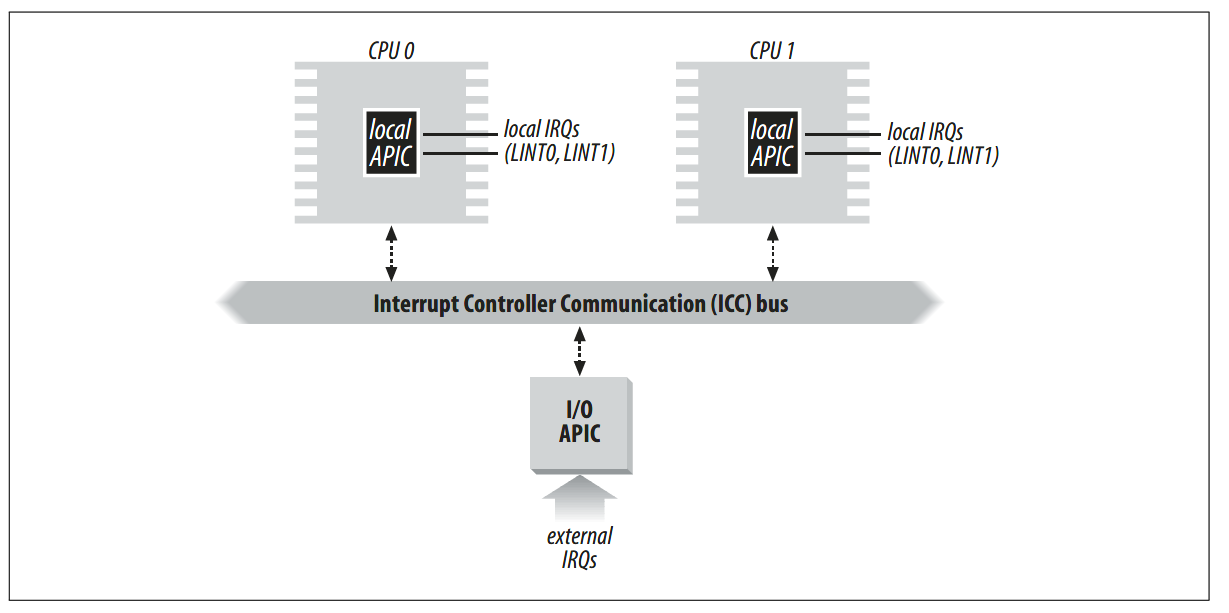 CPU 0
CPU 1
local
APIC
local IRQs
(LINT0, LINT1)
local
APIC
local IRQs
(LINT0, LINT1)
Interrupt Controller Communication (ICC) bus
I/O
APIC
external
IRQs